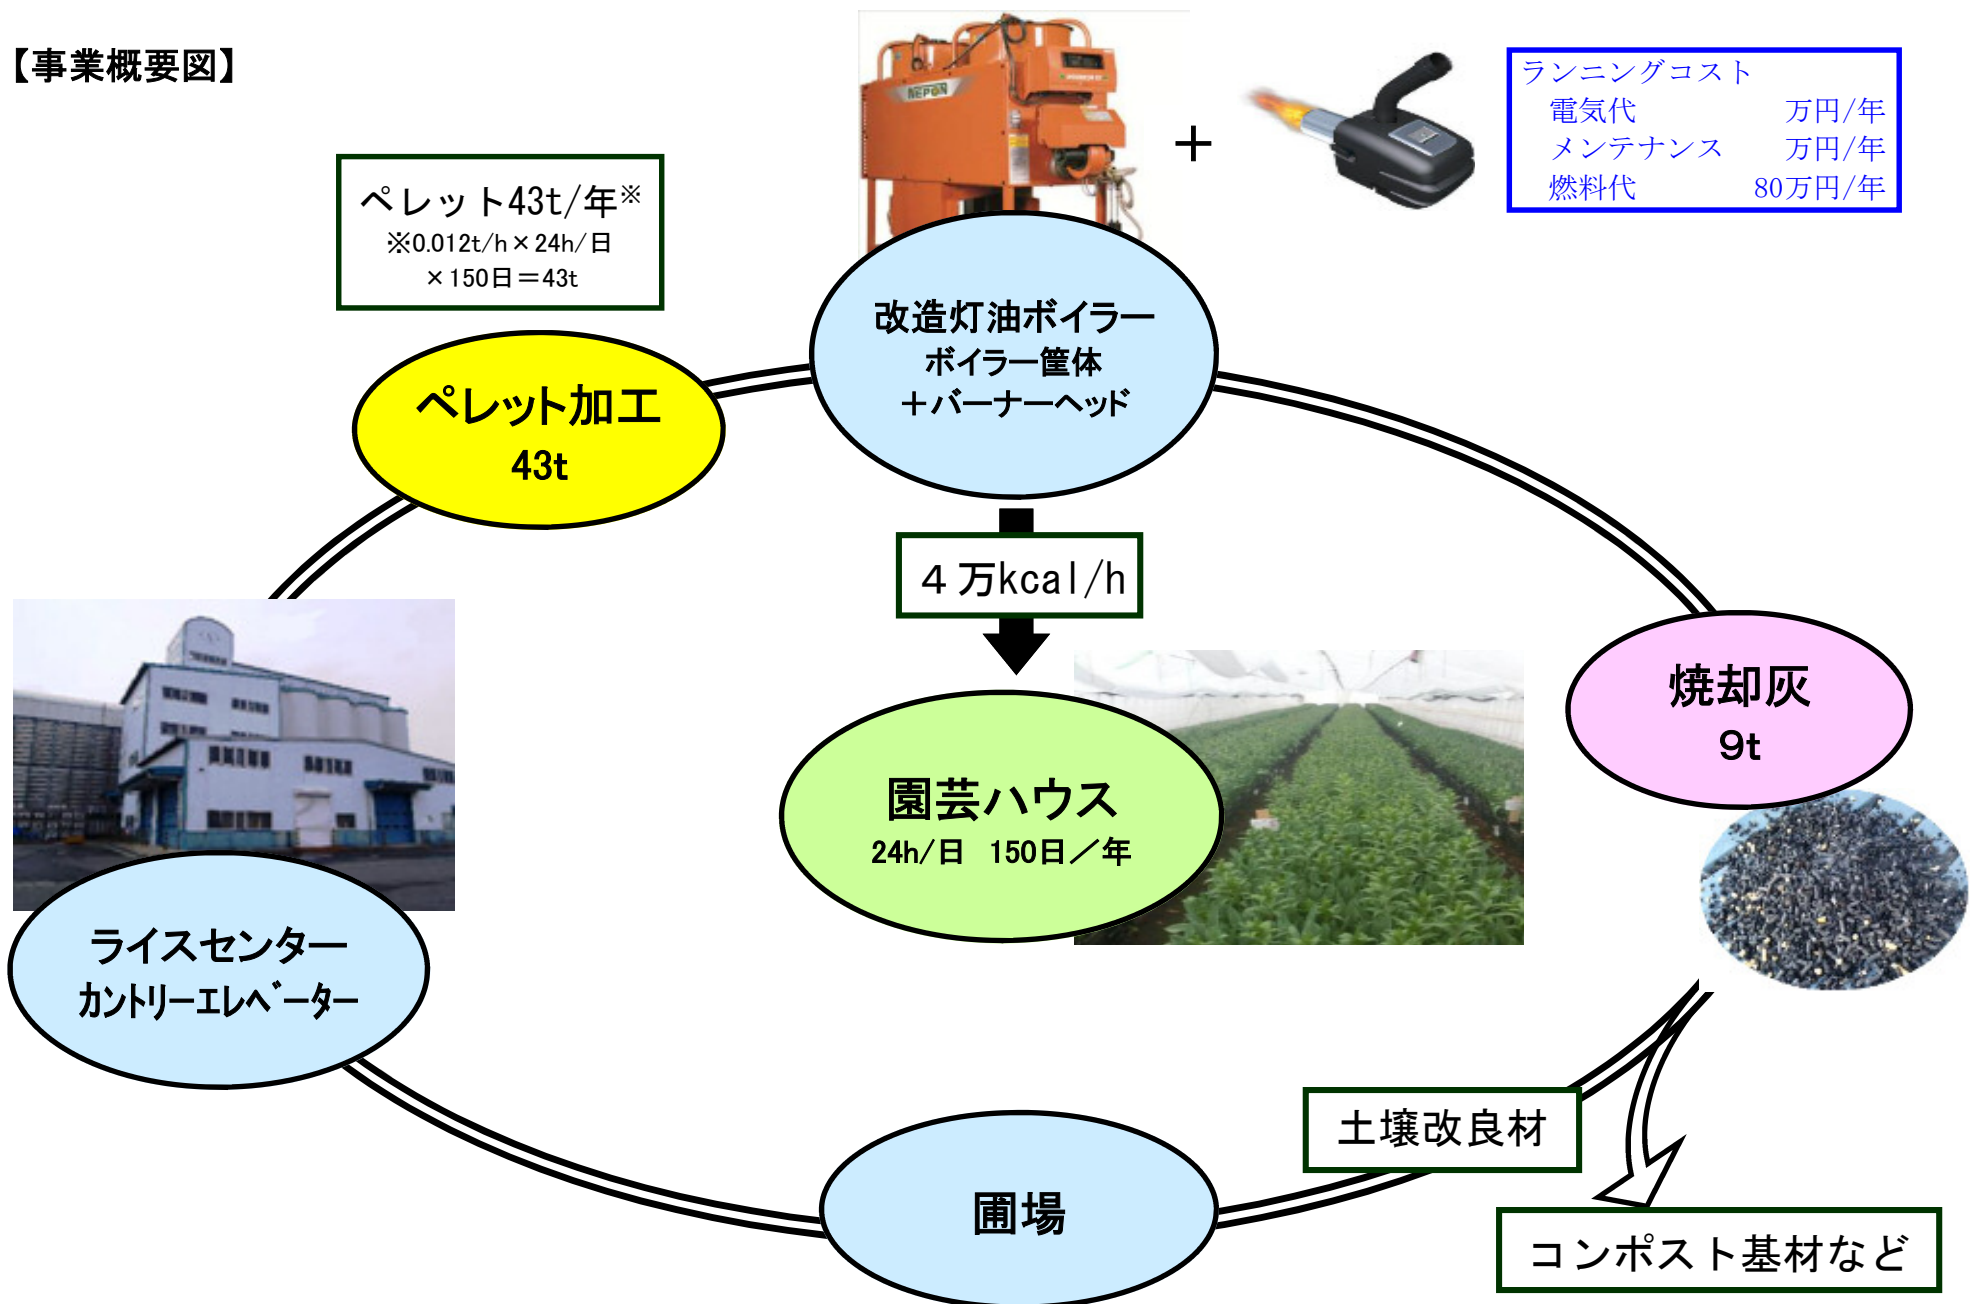 【事業概要図】
NEPON
ランニングコスト
電気代 万円/年
メンテナンス 万円/年
燃料代 80万円/年
ペレット43t/年※
※0.012t/h×24h/日
×150日＝43t
改造灯油ボイラー
ボイラー筐体
＋バーナーヘッド
ペレット加工
43t
＋
４万kcal/h
焼却灰
9t
園芸ハウス
24h/日 150日／年
ライスセンター
カントリーエレベーター
土壌改良材
圃場
コンポスト基材など